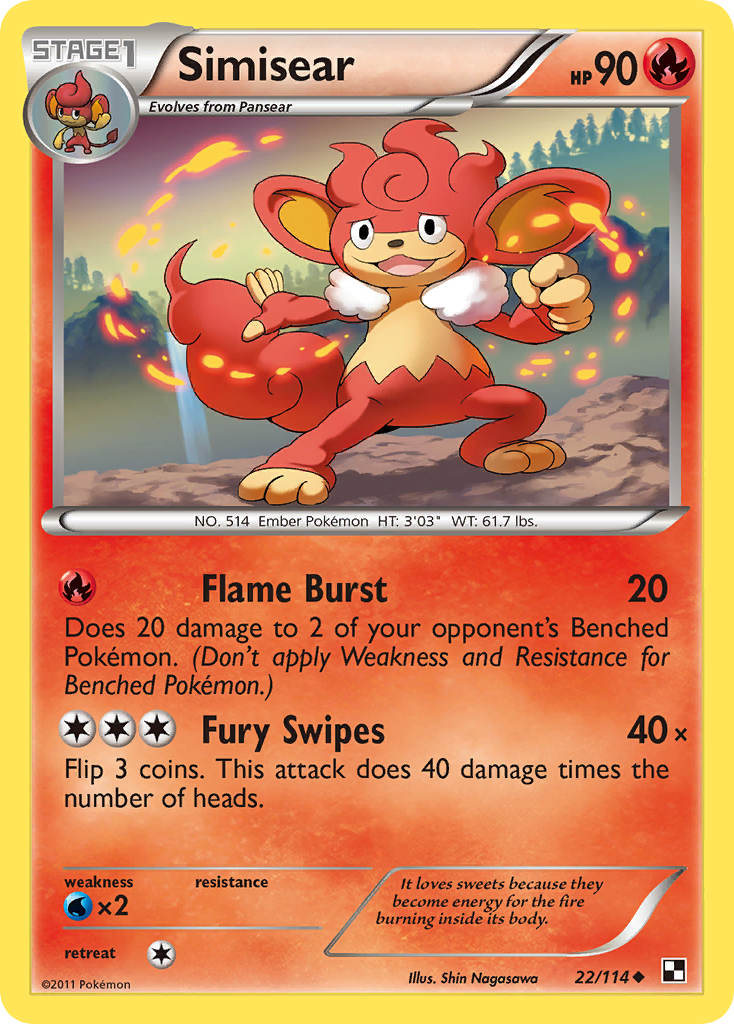 STAGE1
Simisear
HP 90
Evolves from Pansear
NO. 514 Ember Pokémon HT: 3'03" WT: 61.7 lbs.
Flame Burst 20
Does 20 damage to 2 of your opponent's Benched
Pokémon. (Don't apply Weakness and Resistance for
Benched Pokémon.)
Fury Swipes 40×
Flip 3 coins. This attack does 40 damage times the
number of heads.
weakness resistance
×2
It loves sweets because they
become energy for the fire
burning inside its body.
retreat
©2011 Pokémon
Illus. Shin Nagasawa 22/114